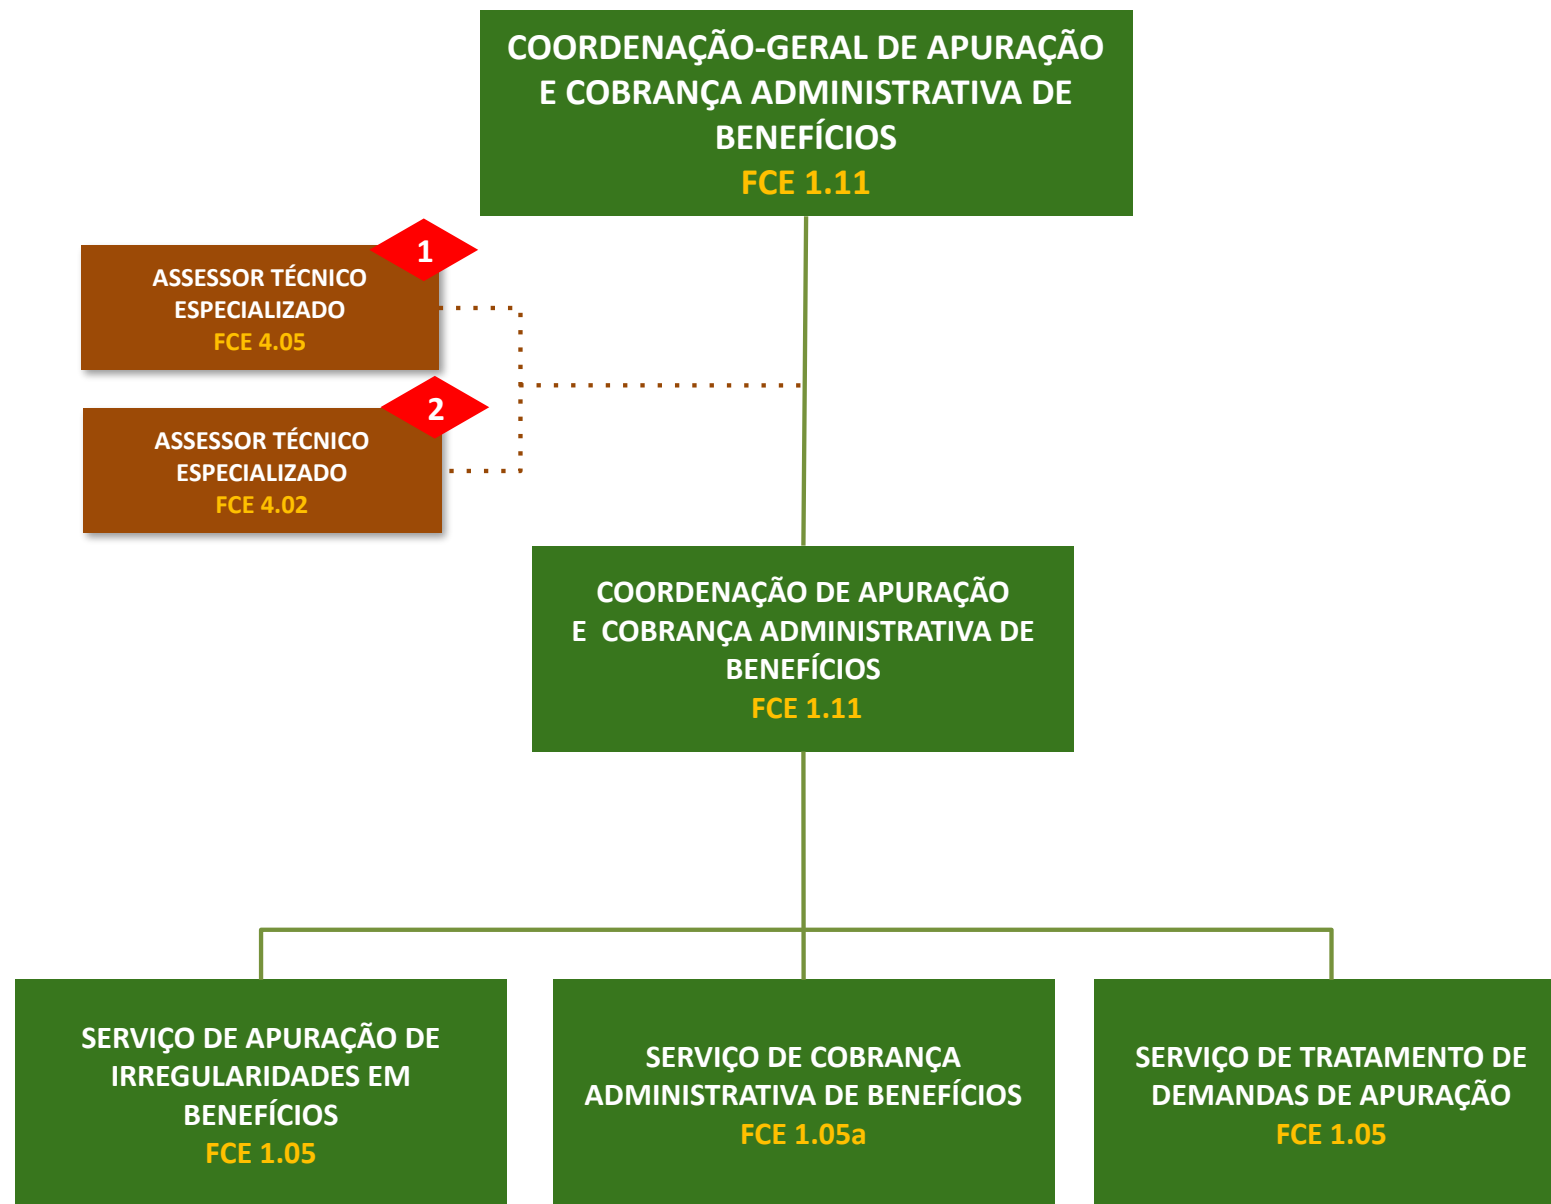 COORDENAÇÃO-GERAL DE APURAÇÃO
E COBRANÇA ADMINISTRATIVA DE
BENEFÍCIOS
FCE 1.11
1
ASSESSOR TÉCNICO
ESPECIALIZADO
FCE 4.05
2
ASSESSOR TÉCNICO
ESPECIALIZADO
FCE 4.02
COORDENAÇÃO DE APURAÇÃO
E  COBRANÇA ADMINISTRATIVA DE
BENEFÍCIOS
FCE 1.11
SERVIÇO DE APURAÇÃO DE
IRREGULARIDADES EM
BENEFÍCIOS
FCE 1.05
SERVIÇO DE COBRANÇA
ADMINISTRATIVA DE BENEFÍCIOS
FCE 1.05a
SERVIÇO DE TRATAMENTO DE
DEMANDAS DE APURAÇÃO
FCE 1.05